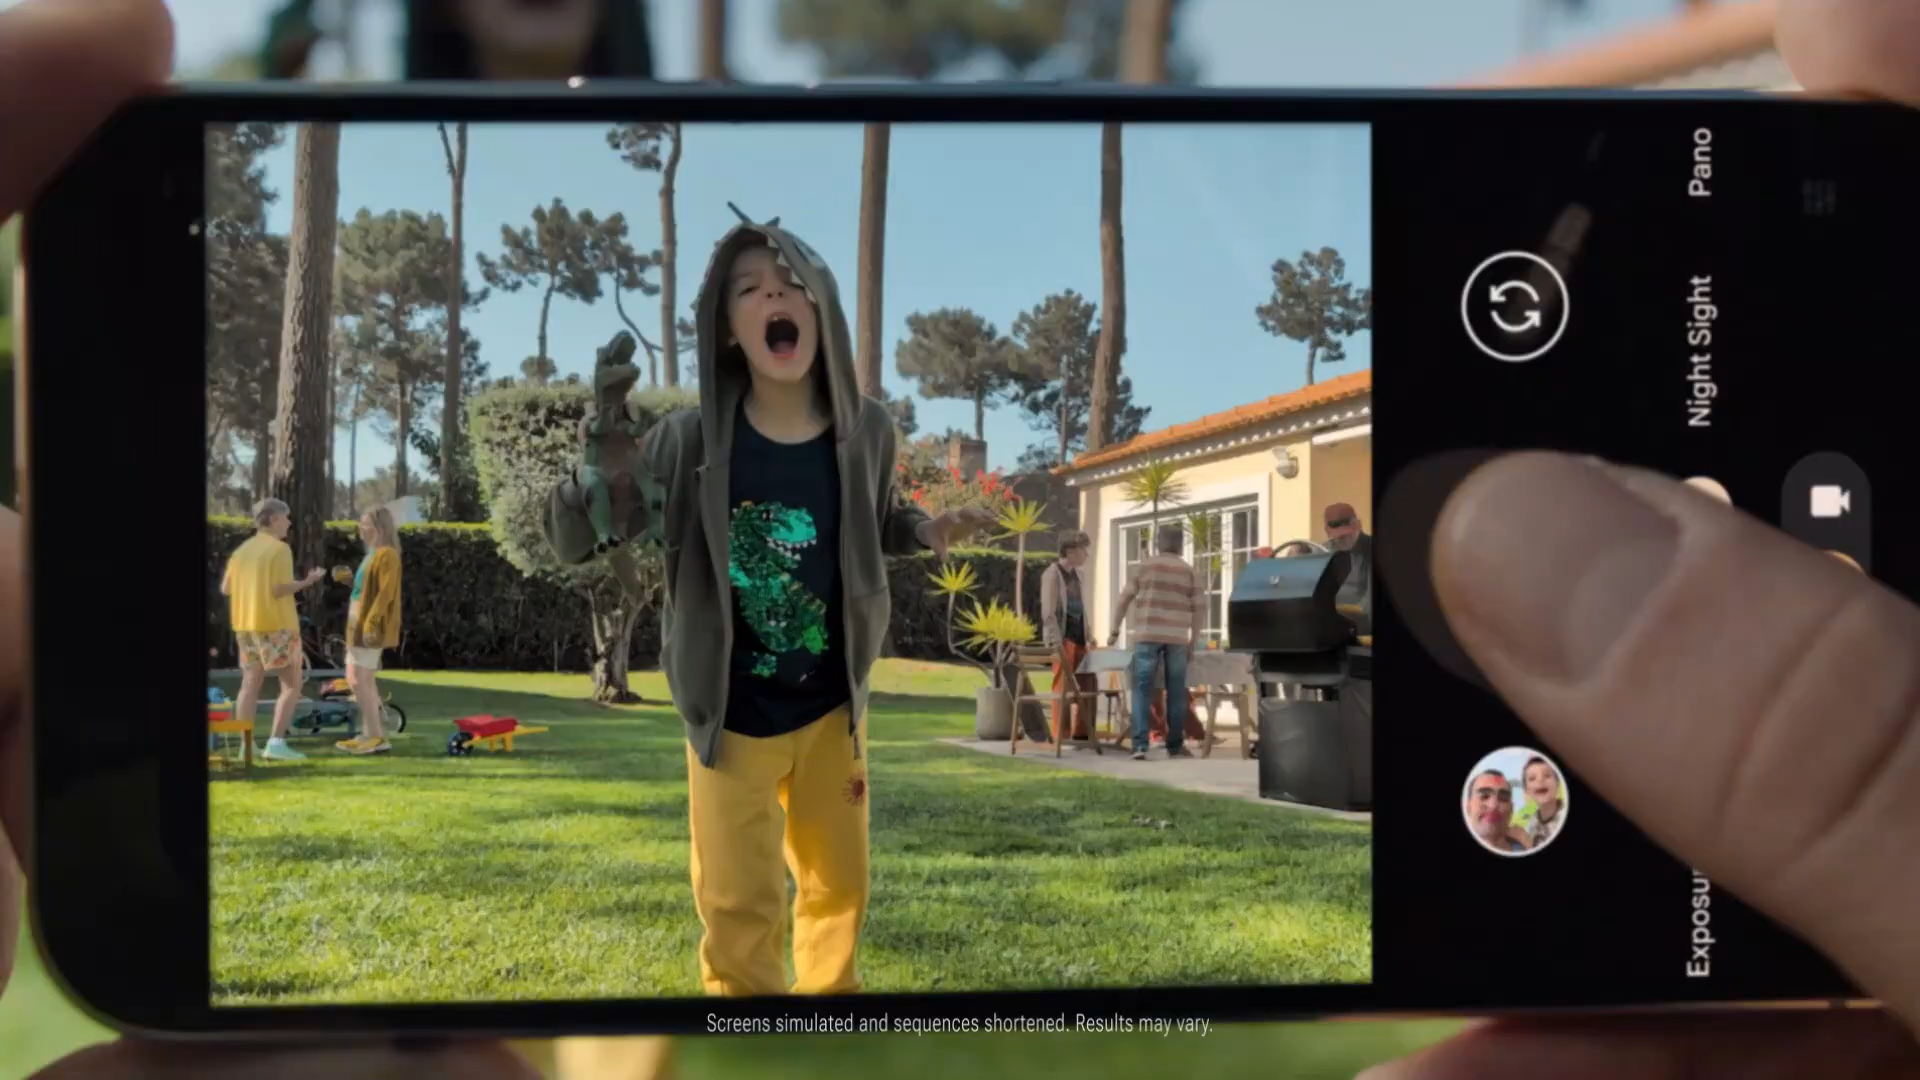 Pano
Night Sight
Exposur
Screens simulated and sequences shortened. Results may vary.